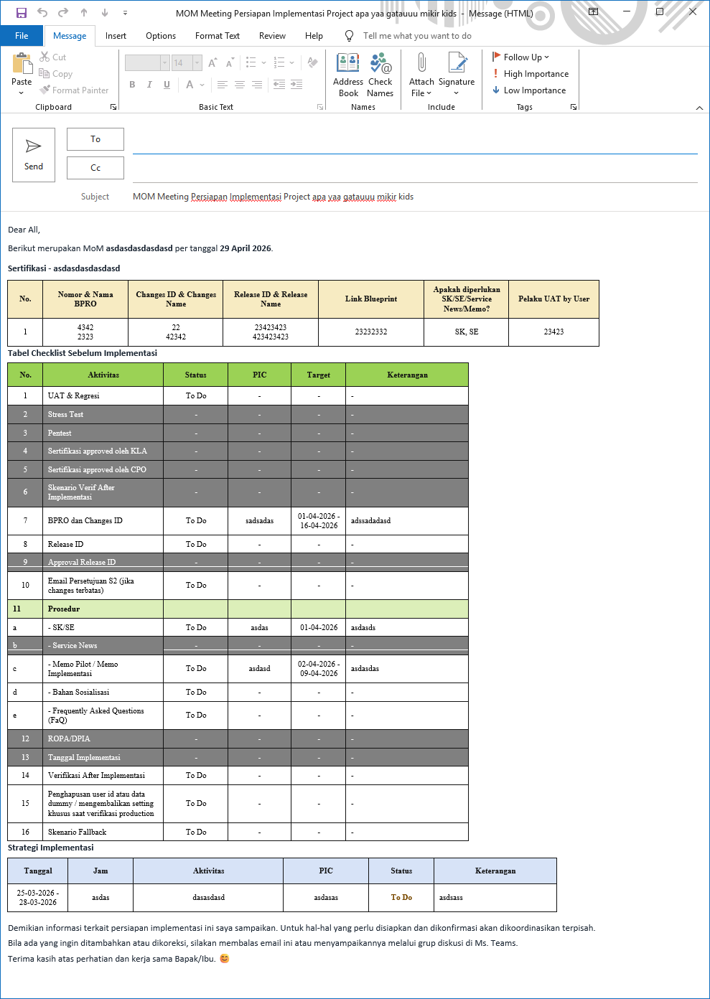 MOM Meeting Persiapan Implementasi Project apa yaa gatauuu mikir kids - Message (HTML)
File Message Insert Options Format Text Review Help Tell me what you want to do
Paste
Cut
Copy
Format Painter
Clipboard
14
B I U A
Basic Text
Address Book
Check Names
Names
Attach File
Signature
Include
Follow Up
High Importance
Low Importance
Tags
Send
To
Cc
Subject MOM Meeting Persiapan Implementasi Project apa yaa gatauuu mikir kids
Dear All,
Berikut merupakan MoM asdasdasdasdasd per tanggal 29 April 2026.
Sertifikasi - asdasdasdasdasd
No. Nomor & Nama BPRO Changes ID & Changes Name Release ID & Release Name Link Blueprint Apakah diperlukan SK/SE/Service News/Memo? Pelaku UAT by User
1 4342 2323 22 42342 23423423 423423423 23232332 SK, SE 23423
Tabel Checklist Sebelum Implementasi
No. Aktivitas Status PIC Target Keterangan
1 UAT & Regresi To Do - - -
2 Stress Test - - - -
3 Pentest - - - -
4 Sertifikasi approved oleh KLA - - - -
5 Sertifikasi approved oleh CPO - - - -
6 Skenario Verif After Implementasi - - - -
7 BPRO dan Changes ID To Do sadsadas 01-04-2026 - 16-04-2026 adssadadasd
8 Release ID To Do - - -
9 Approval Release ID - - - -
10 Email Persetujuan S2 (jika changes terbatas) To Do - - -
11 Prosedur
a - SK/SE To Do asdas 01-04-2026 asdasds
b - Service News - - - -
c - Memo Pilot / Memo Implementasi To Do asdasd 02-04-2026 - 09-04-2026 asdasdas
d - Bahan Sosialisasi To Do - - -
e - Frequently Asked Questions (FaQ) To Do - - -
12 ROPA/DPIA - - - -
13 Tanggal Implementasi - - - -
14 Verifikasi After Implementasi To Do - - -
15 Penghapusan user id atau data dummy / mengembalikan setting khusus saat verifikasi production To Do - - -
16 Skenario Fallback To Do - - -
Strategi Implementasi
Tanggal Jam Aktivitas PIC Status Keterangan
25-03-2026 - 28-03-2026 asdas dasasdasd asdasas To Do asdsass
Demikian informasi terkait persiapan implementasi ini saya sampaikan. Untuk hal-hal yang perlu disiapkan dan dikonfirmasi akan dikoordinasikan terpisah.
Bila ada yang ingin ditambahkan atau dikoreksi, silakan membalas email ini atau menyampaikannya melalui grup diskusi di Ms. Teams.
Terima kasih atas perhatian dan kerja sama Bapak/Ibu. 😊